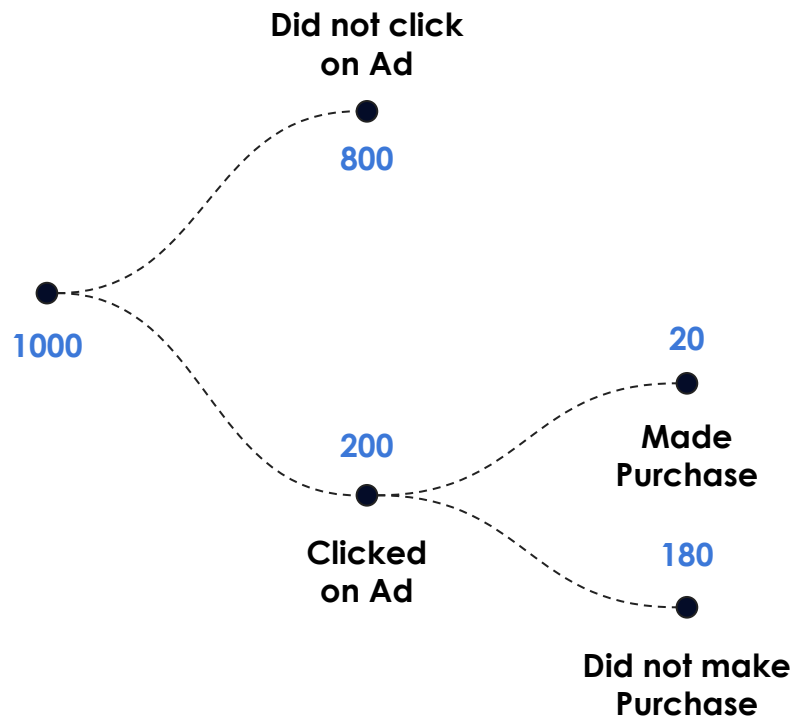 Did not click
on Ad
800
1000
200
Clicked
on Ad
20
Made
Purchase
180
Did not make
Purchase